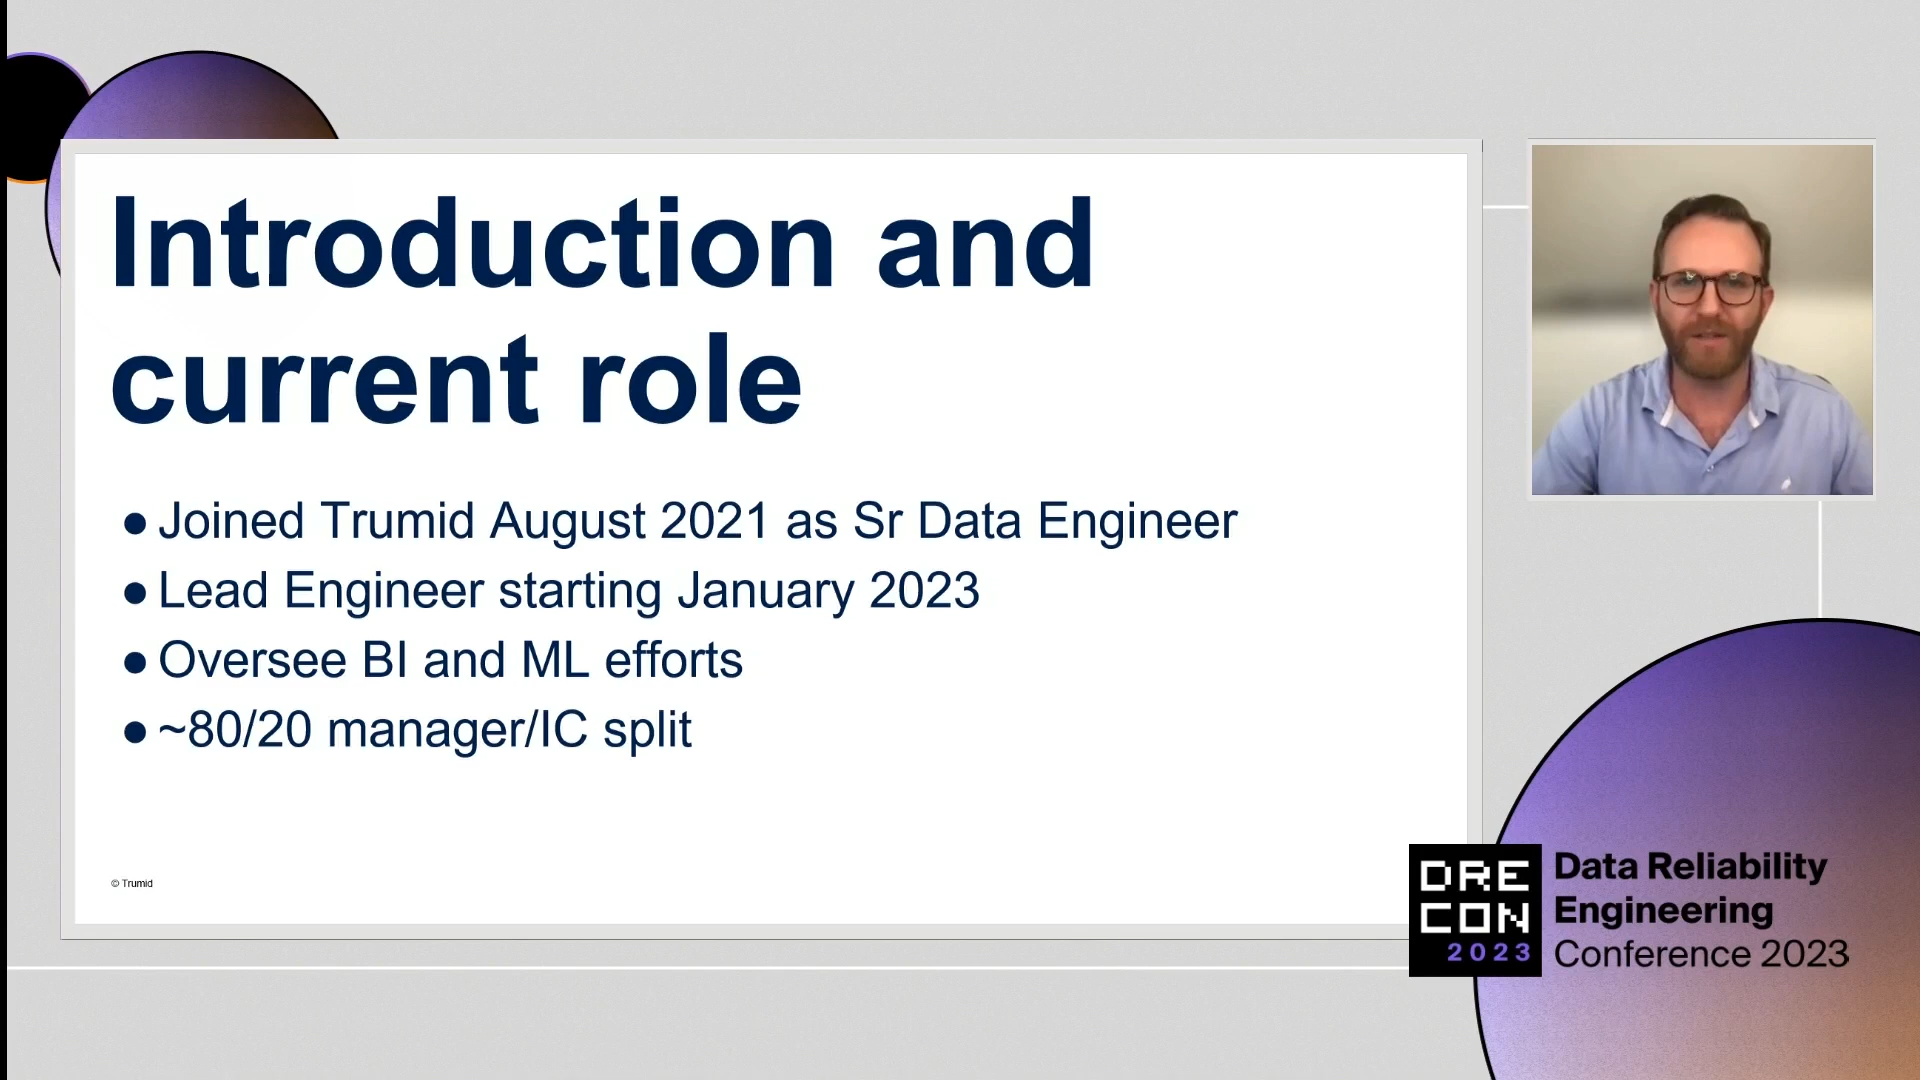 Introduction and
current role
● Joined Trumid August 2021 as Sr Data Engineer
● Lead Engineer starting January 2023
● Oversee BI and ML efforts
● ~80/20 manager/IC split
© Trumid
DRE
CON
2023
Data Reliability
Engineering
Conference 2023